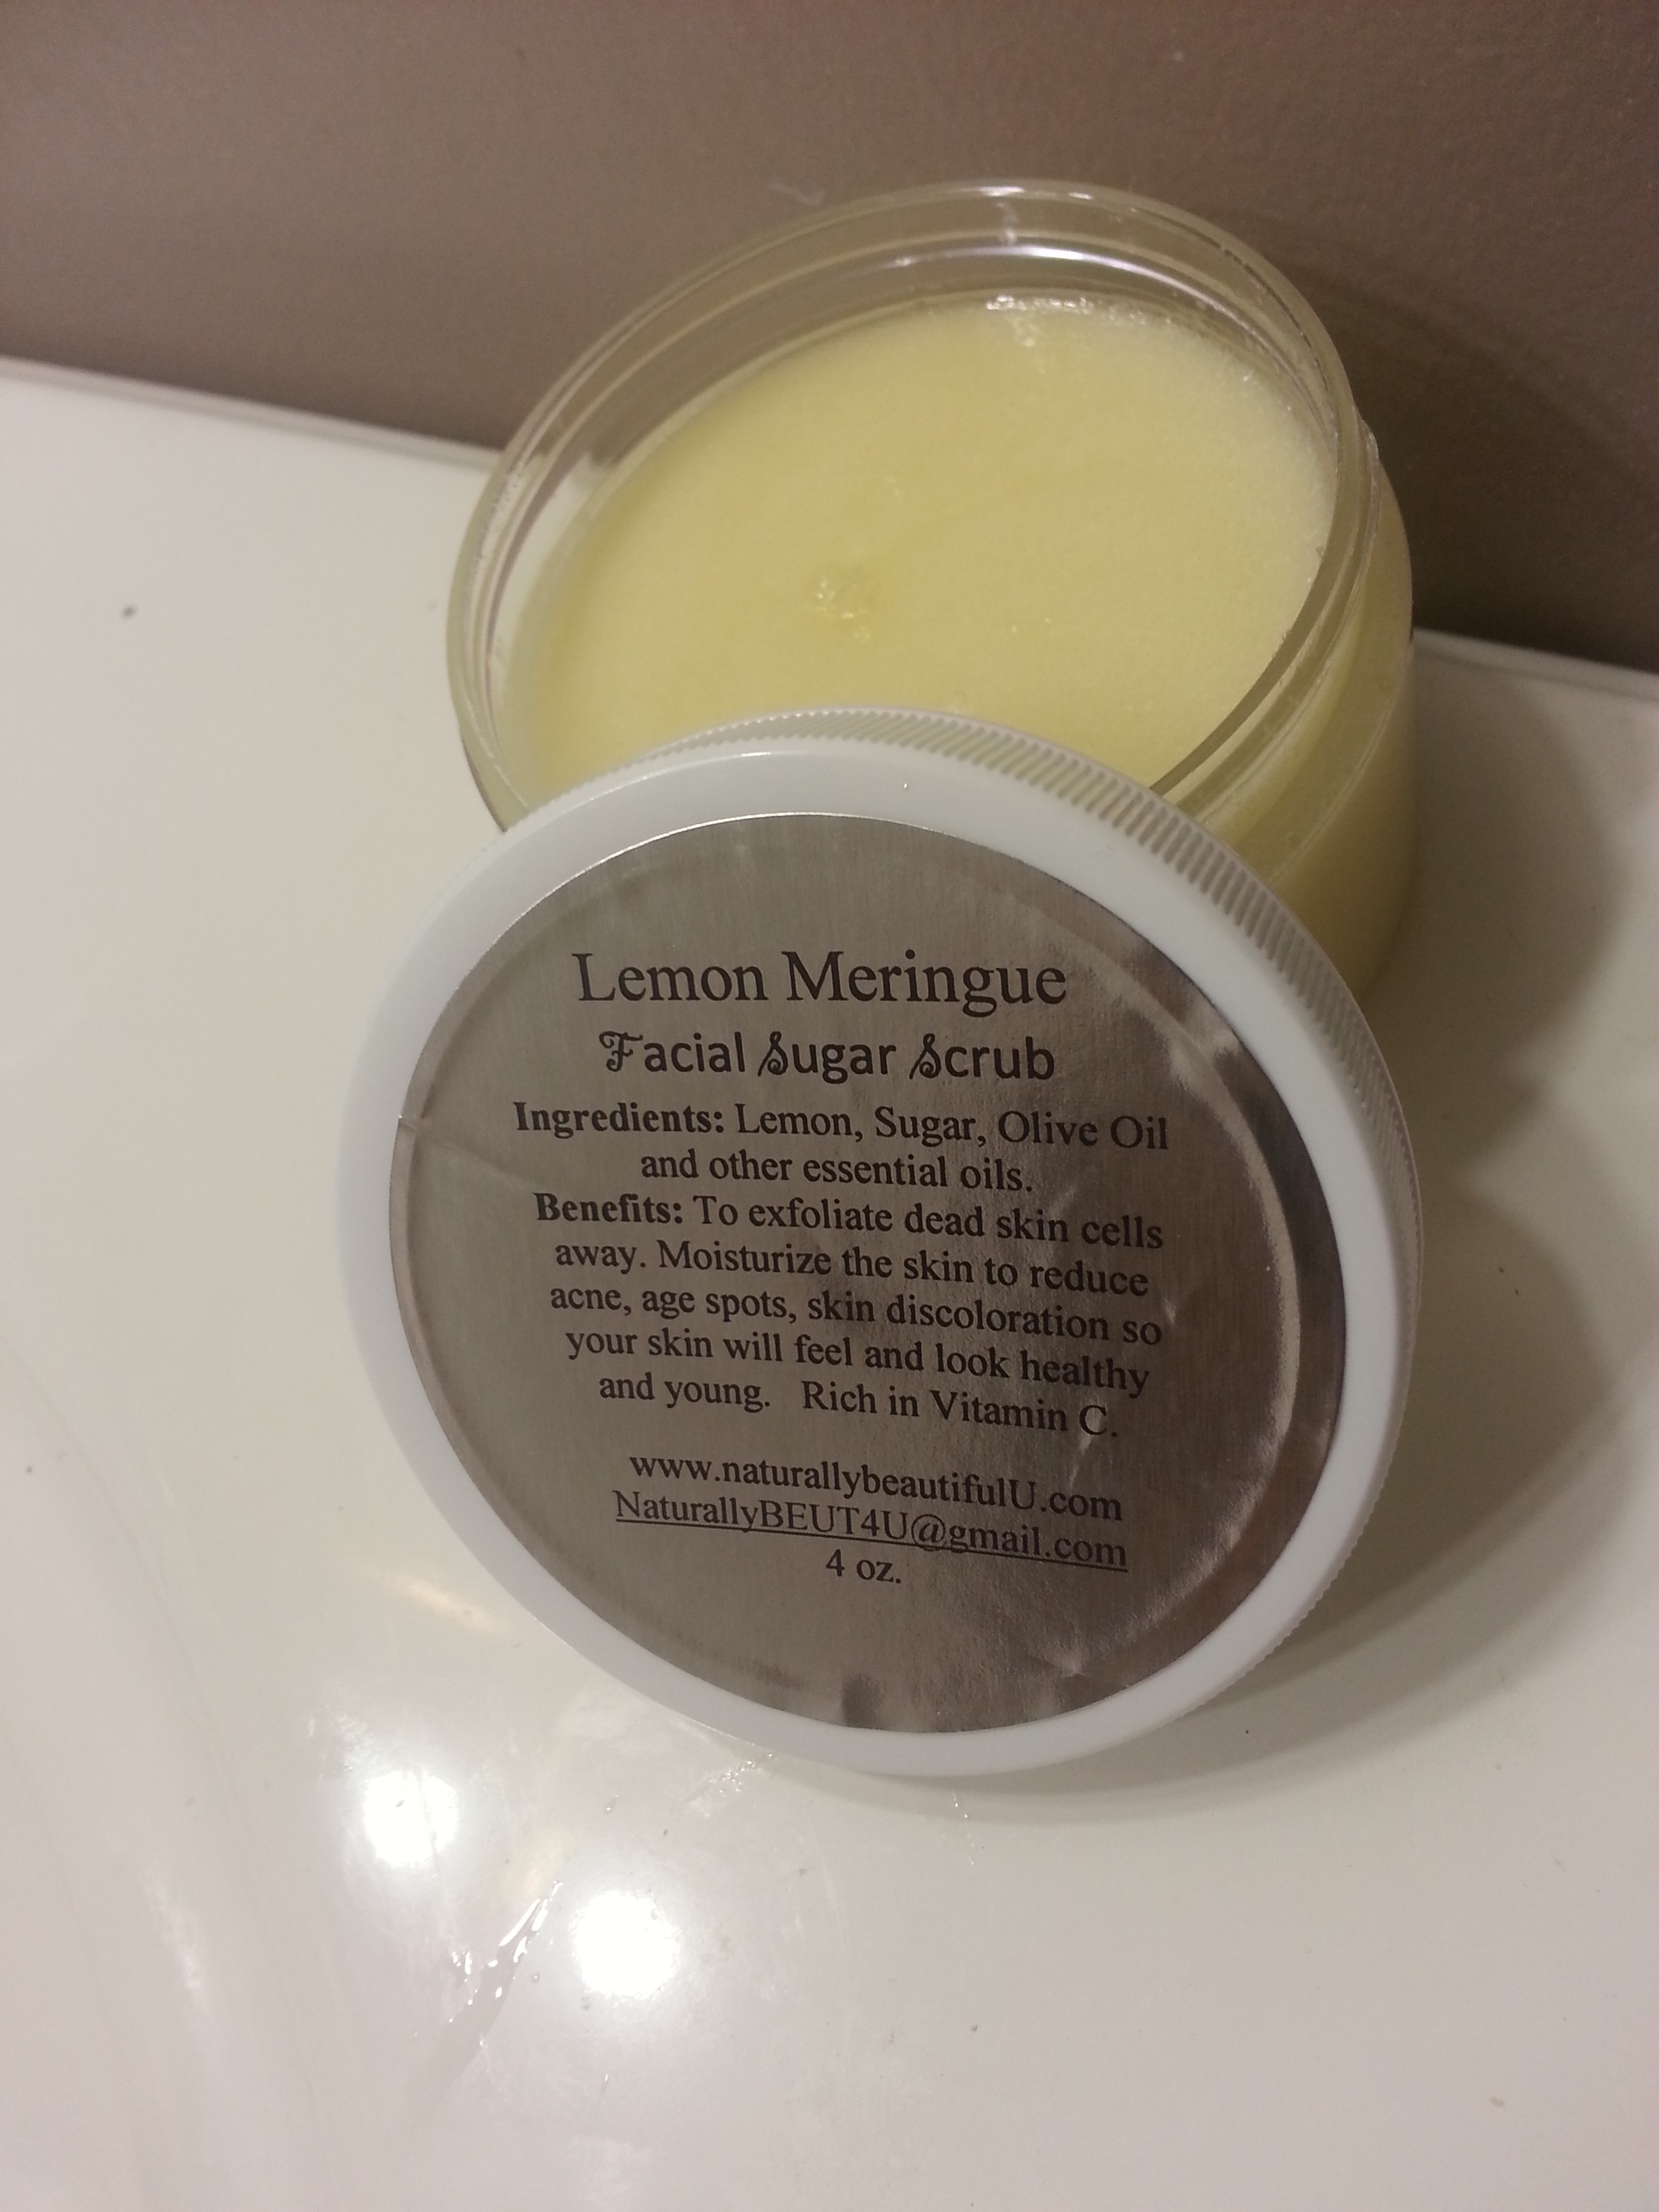 Lemon Meringue
Facial Sugar Scrub
Ingredients: Lemon, Sugar, Olive Oil
and other essential oils.
Benefits: To exfoliate dead skin cells
away. Moisturize the skin to reduce
acne, age spots, skin discoloration so
your skin will feel and look healthy
and young. Rich in Vitamin C.
www.naturallybeautifulU.com
NaturallyBEUT4U@gmail.com
4 oz.